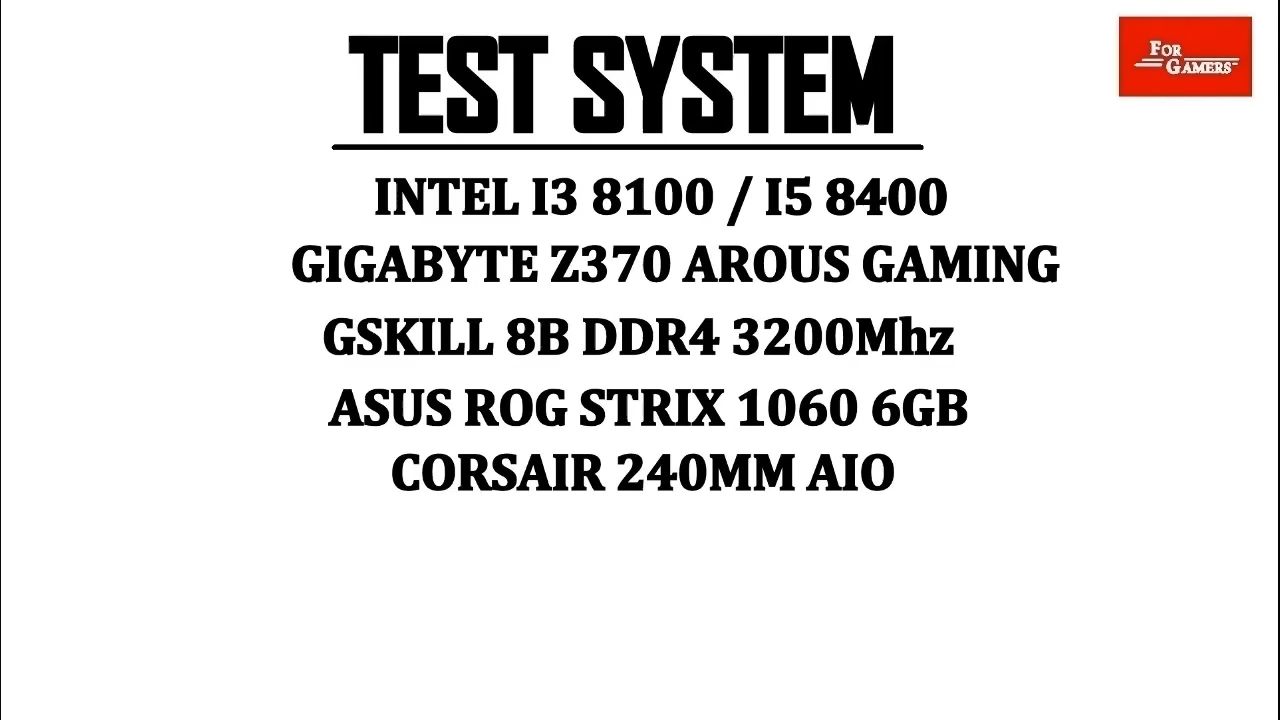 TEST SYSTEM
FOR
GAMERS
INTEL I3 8100 / I5 8400
GIGABYTE Z370 AROUS GAMING
GSKILL 8B DDR4 3200Mhz
ASUS ROG STRIX 1060 6GB
CORSAIR 240MM AIO